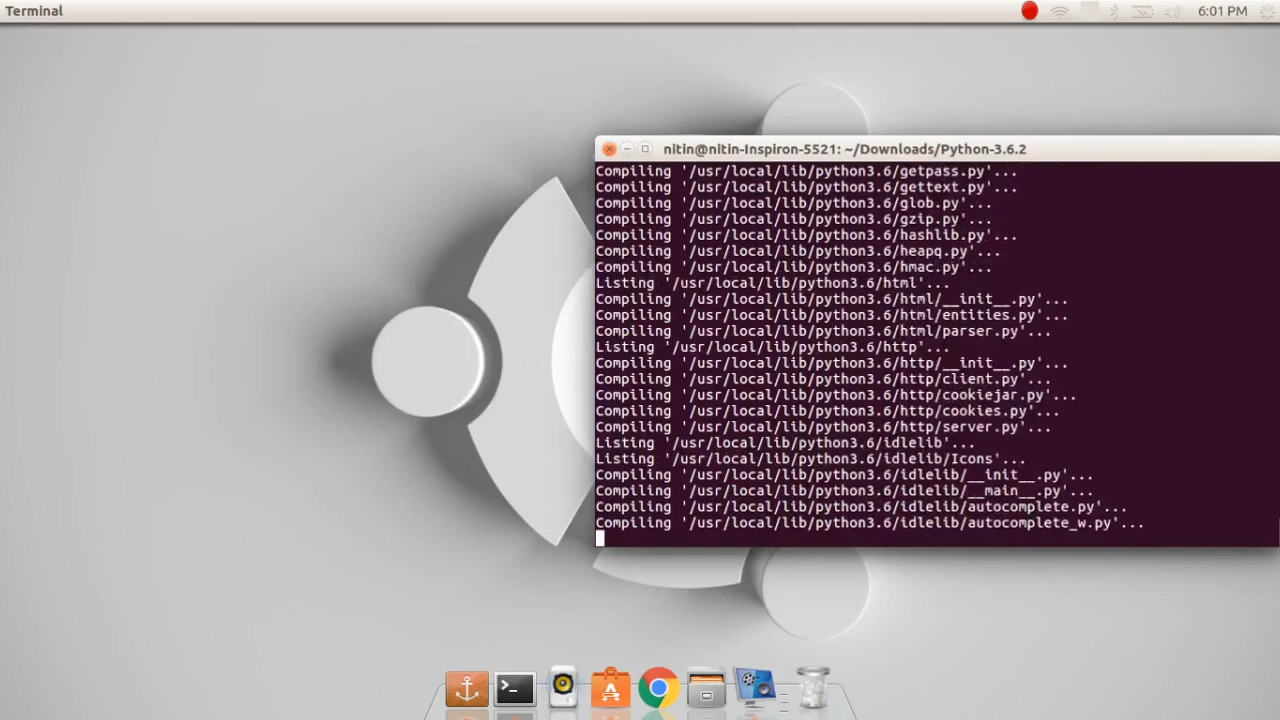 Terminal
6:01 PM
nitin@nitin-Inspiron-5521: ~/Downloads/Python-3.6.2
Compiling '/usr/local/lib/python3.6/getpass.py'...
Compiling '/usr/local/lib/python3.6/gettext.py'...
Compiling '/usr/local/lib/python3.6/glob.py'...
Compiling '/usr/local/lib/python3.6/gzip.py'...
Compiling '/usr/local/lib/python3.6/hashlib.py'...
Compiling '/usr/local/lib/python3.6/heapq.py'...
Compiling '/usr/local/lib/python3.6/hmac.py'...
Listing '/usr/local/lib/python3.6/html'...
Compiling '/usr/local/lib/python3.6/html/__init__.py'...
Compiling '/usr/local/lib/python3.6/html/entities.py'...
Compiling '/usr/local/lib/python3.6/html/parser.py'...
Listing '/usr/local/lib/python3.6/http'...
Compiling '/usr/local/lib/python3.6/http/__init__.py'...
Compiling '/usr/local/lib/python3.6/http/client.py'...
Compiling '/usr/local/lib/python3.6/http/cookiejar.py'...
Compiling '/usr/local/lib/python3.6/http/cookies.py'...
Compiling '/usr/local/lib/python3.6/http/server.py'...
Listing '/usr/local/lib/python3.6/idlelib'...
Listing '/usr/local/lib/python3.6/idlelib/Icons'...
Compiling '/usr/local/lib/python3.6/idlelib/__init__.py'...
Compiling '/usr/local/lib/python3.6/idlelib/__main__.py'...
Compiling '/usr/local/lib/python3.6/idlelib/autocomplete.py'...
Compiling '/usr/local/lib/python3.6/idlelib/autocomplete_w.py'...